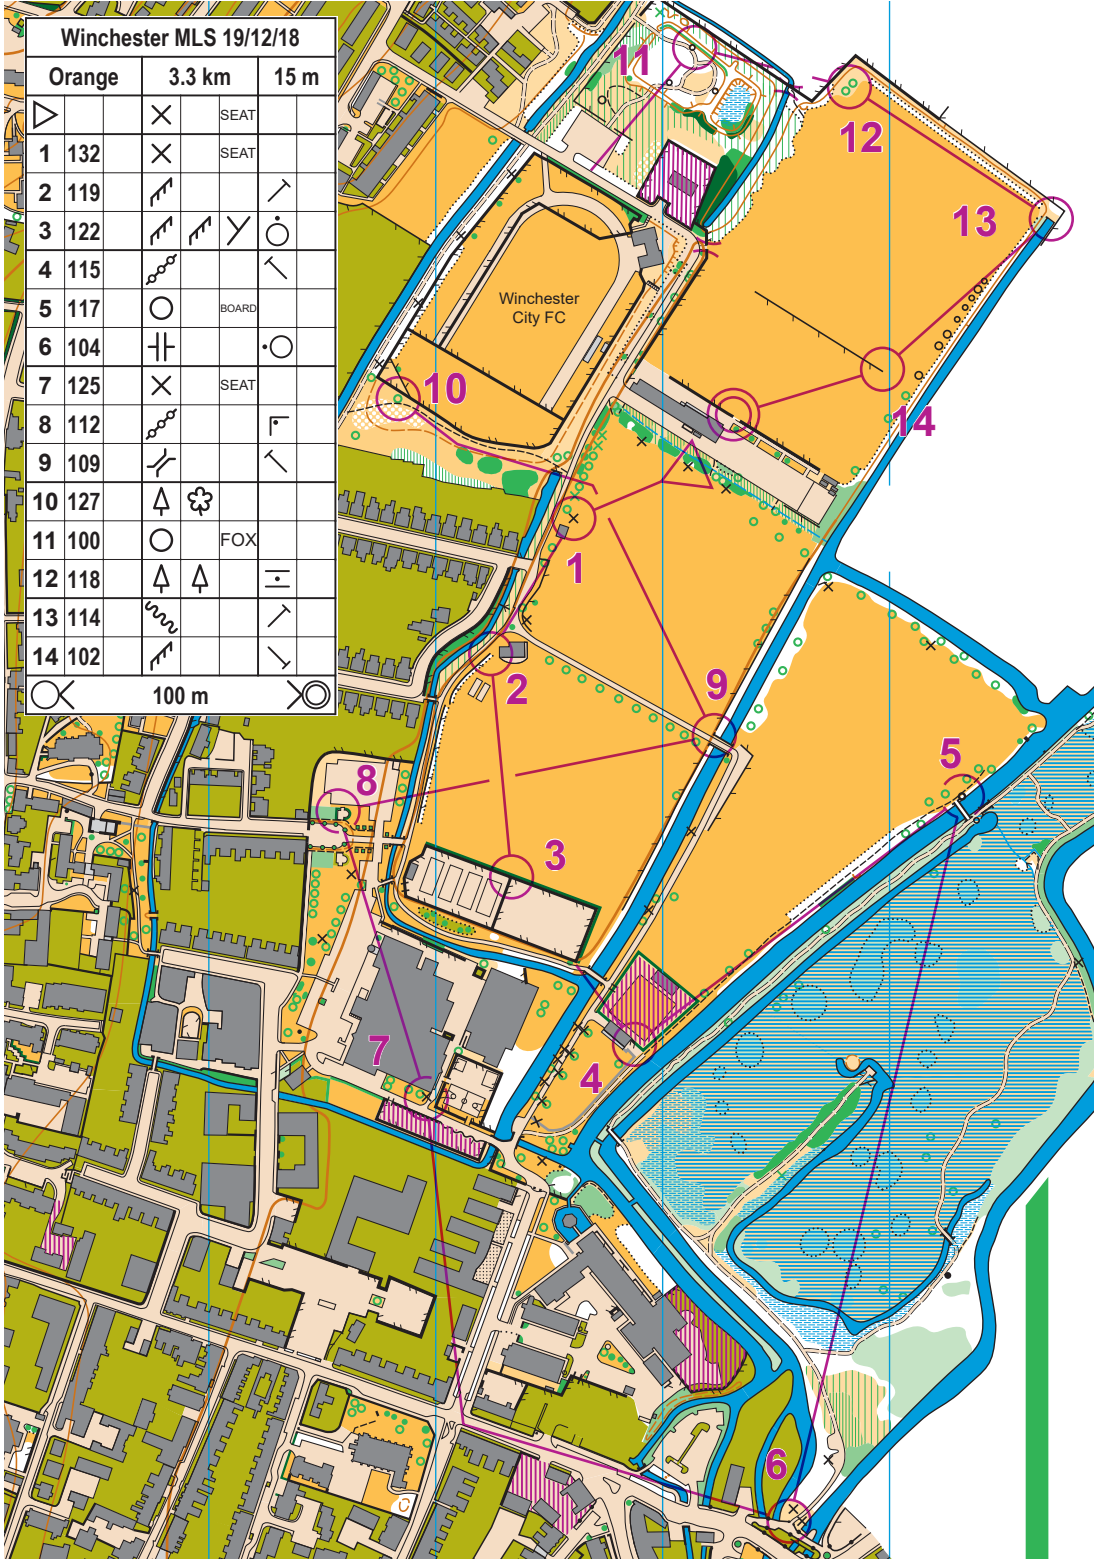 Winchester MLS 19/12/18
Orange 3.3 km 15 m
SEAT
1 132 SEAT
2 119
3 122
4 115
5 117 BOARD
6 104
7 125 SEAT
8 112
9 109
10 127
11 100 FOX
12 118
13 114
14 102
100 m
11
12
13
Winchester
City FC
10
14
1
2
9
5
8
3
7
4
6